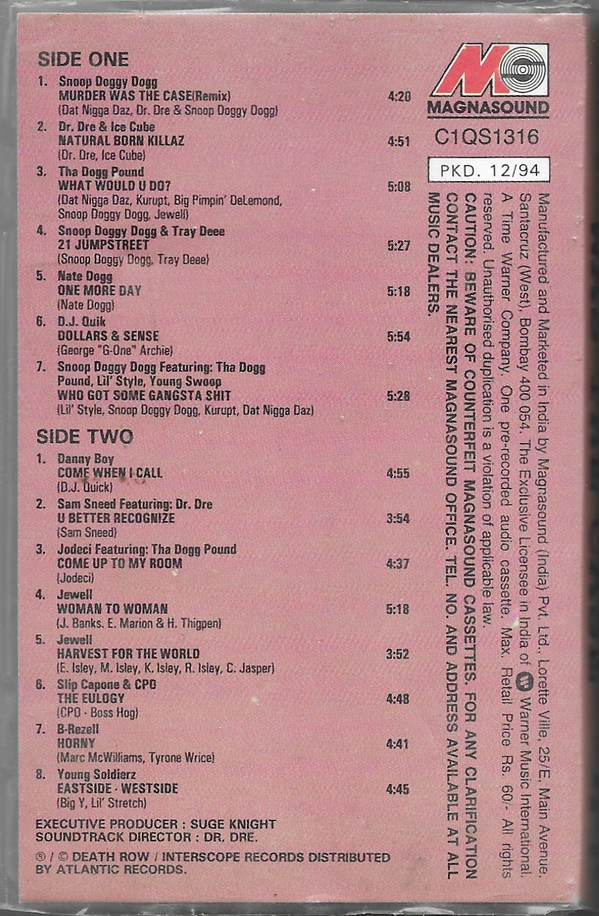 SIDE ONE
1. Snoop Doggy Dogg
MURDER WAS THE CASE(Remix) 4:20
(Dat Nigga Daz, Dr. Dre & Snoop Doggy Dogg)
2. Dr. Dre & Ice Cube
NATURAL BORN KILLAZ 4:51
(Dr. Dre, Ice Cube)
3. Tha Dogg Pound
WHAT WOULD U DO? 5:08
(Dat Nigga Daz, Kurupt, Big Pimpin' DeLemond,
Snoop Doggy Dogg, Jewell)
4. Snoop Doggy Dogg & Tray Deee
21 JUMPSTREET 5:27
(Snoop Doggy Dogg, Tray Deee)
5. Nate Dogg
ONE MORE DAY 5:18
(Nate Dogg)
6. D.J. Quik
DOLLARS & SENSE 5:54
(George "G-One" Archie)
7. Snoop Doggy Dogg Featuring: Tha Dogg
Pound, Lil' Style, Young Swoop
WHO GOT SOME GANGSTA SHIT 5:28
(Lil' Style, Snoop Doggy Dogg, Kurupt, Dat Nigga Daz)
SIDE TWO
1. Danny Boy
COME WHEN I CALL 4:55
(D.J. Quick)
2. Sam Sneed Featuring: Dr. Dre
U BETTER RECOGNIZE 3:54
(Sam Sneed)
3. Jodeci Featuring: Tha Dogg Pound
COME UP TO MY ROOM 4:37
(Jodeci)
4. Jewell
WOMAN TO WOMAN 5:18
(J. Banks. E. Marion & H. Thigpen)
5. Jewell
HARVEST FOR THE WORLD 3:52
(E. Isley, M. Isley, K. Isley, R. Isley, C. Jasper)
6. Slip Capone & CPO
THE EULOGY 4:48
(CPO - Boss Hog)
7. B-Rezell
HORNY 4:41
(Marc McWilliams, Tyrone Wrice)
8. Young Soldierz
EASTSIDE - WESTSIDE 4:45
(Big Y, Lil' Stretch)
EXECUTIVE PRODUCER : SUGE KNIGHT
SOUNDTRACK DIRECTOR : DR. DRE.
Ⓟ / © DEATH ROW / INTERSCOPE RECORDS DISTRIBUTED
BY ATLANTIC RECORDS.
MAGNASOUND
C1QS1316
PKD. 12/94
Manufactured and Marketed in India by Magnasound (India) Pvt. Ltd., Lorette Ville, 25/E, Main Avenue,
Santacruz (West), Bombay 400 054. The Exclusive Licensee in India of Warner Music International.
A Time Warner Company. One pre-recorded audio cassette. Max. Retail Price Rs. 60/- All rights
reserved. Unauthorised duplication is a violation of applicable law.
CAUTION: BEWARE OF COUNTERFEIT MAGNASOUND CASSETTES. FOR ANY CLARIFICATION
CONTACT THE NEAREST MAGNASOUND OFFICE. TEL. NO. AND ADDRESS AVAILABLE AT ALL
MUSIC DEALERS.